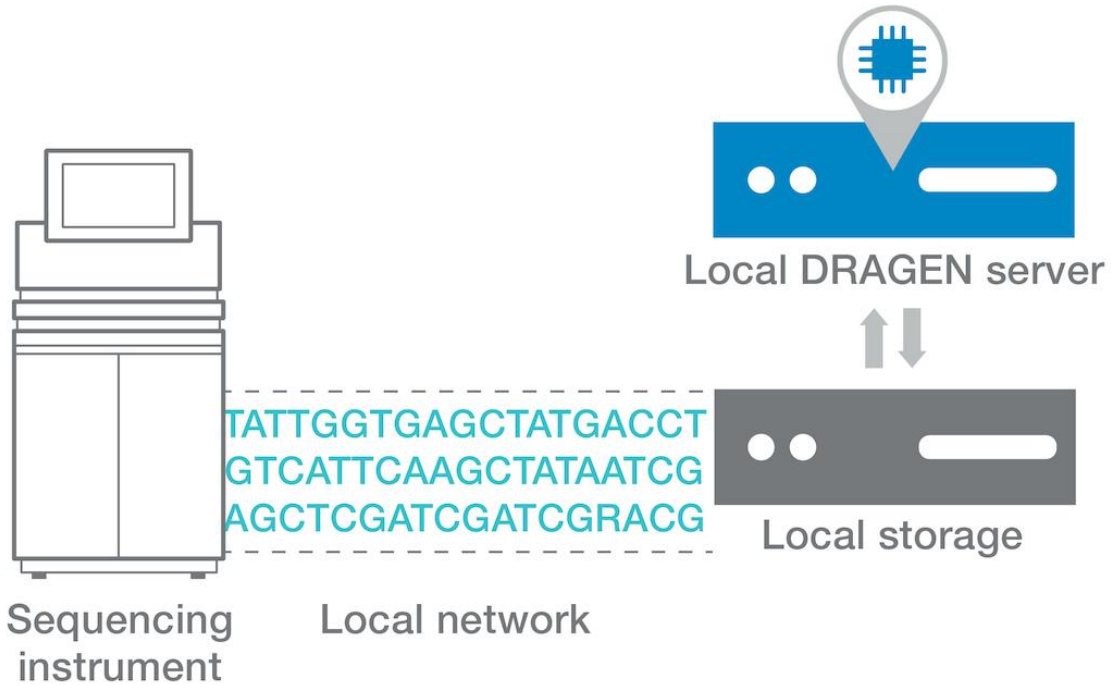 Local DRAGEN server
TATTGGTGAGCTATGACCT
GTCATTCAAGCTATAATCG
AGCTCGATCGATCGRACG
Local storage
Sequencing
instrument
Local network